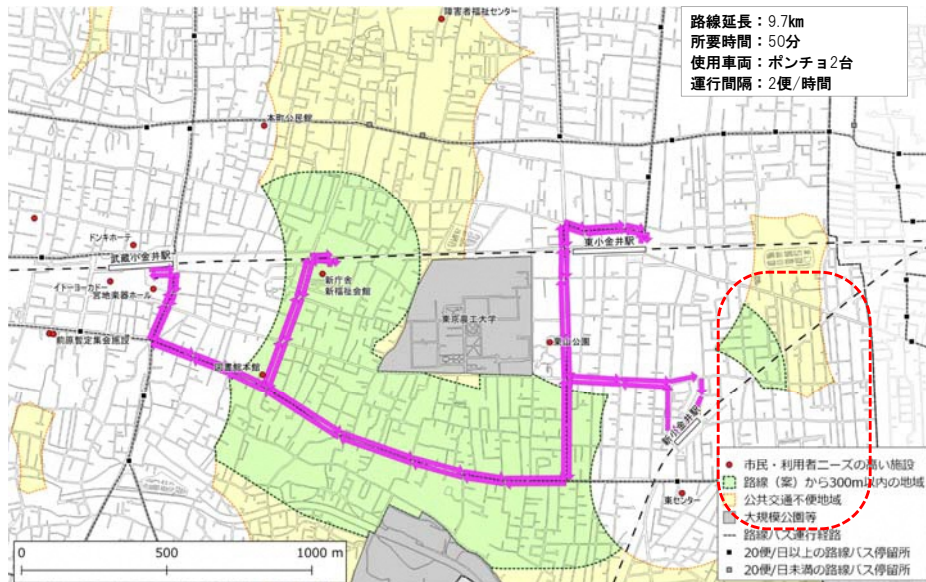 障害者福祉センター
路線延長：9.7km
所要時間：50分
使用車両：ポンチョ2台
運行間隔：2便/時間
本町公民館
ドンキホーテ
武蔵小金井駅
東小金井駅
イトーヨーカドー
宮地楽器ホール
新庁舎
新福祉会館
東京農工大学
前原暫定集会施設
栗山公園
図書館本館
新小金井駅
東センター
市民・利用者ニーズの高い施設
路線（案）から300m以内の地域
公共交通不便地域
大規模公園等
路線バス運行経路
20便/日以上の路線バス停留所
20便/日未満の路線バス停留所
0 500 1000 m